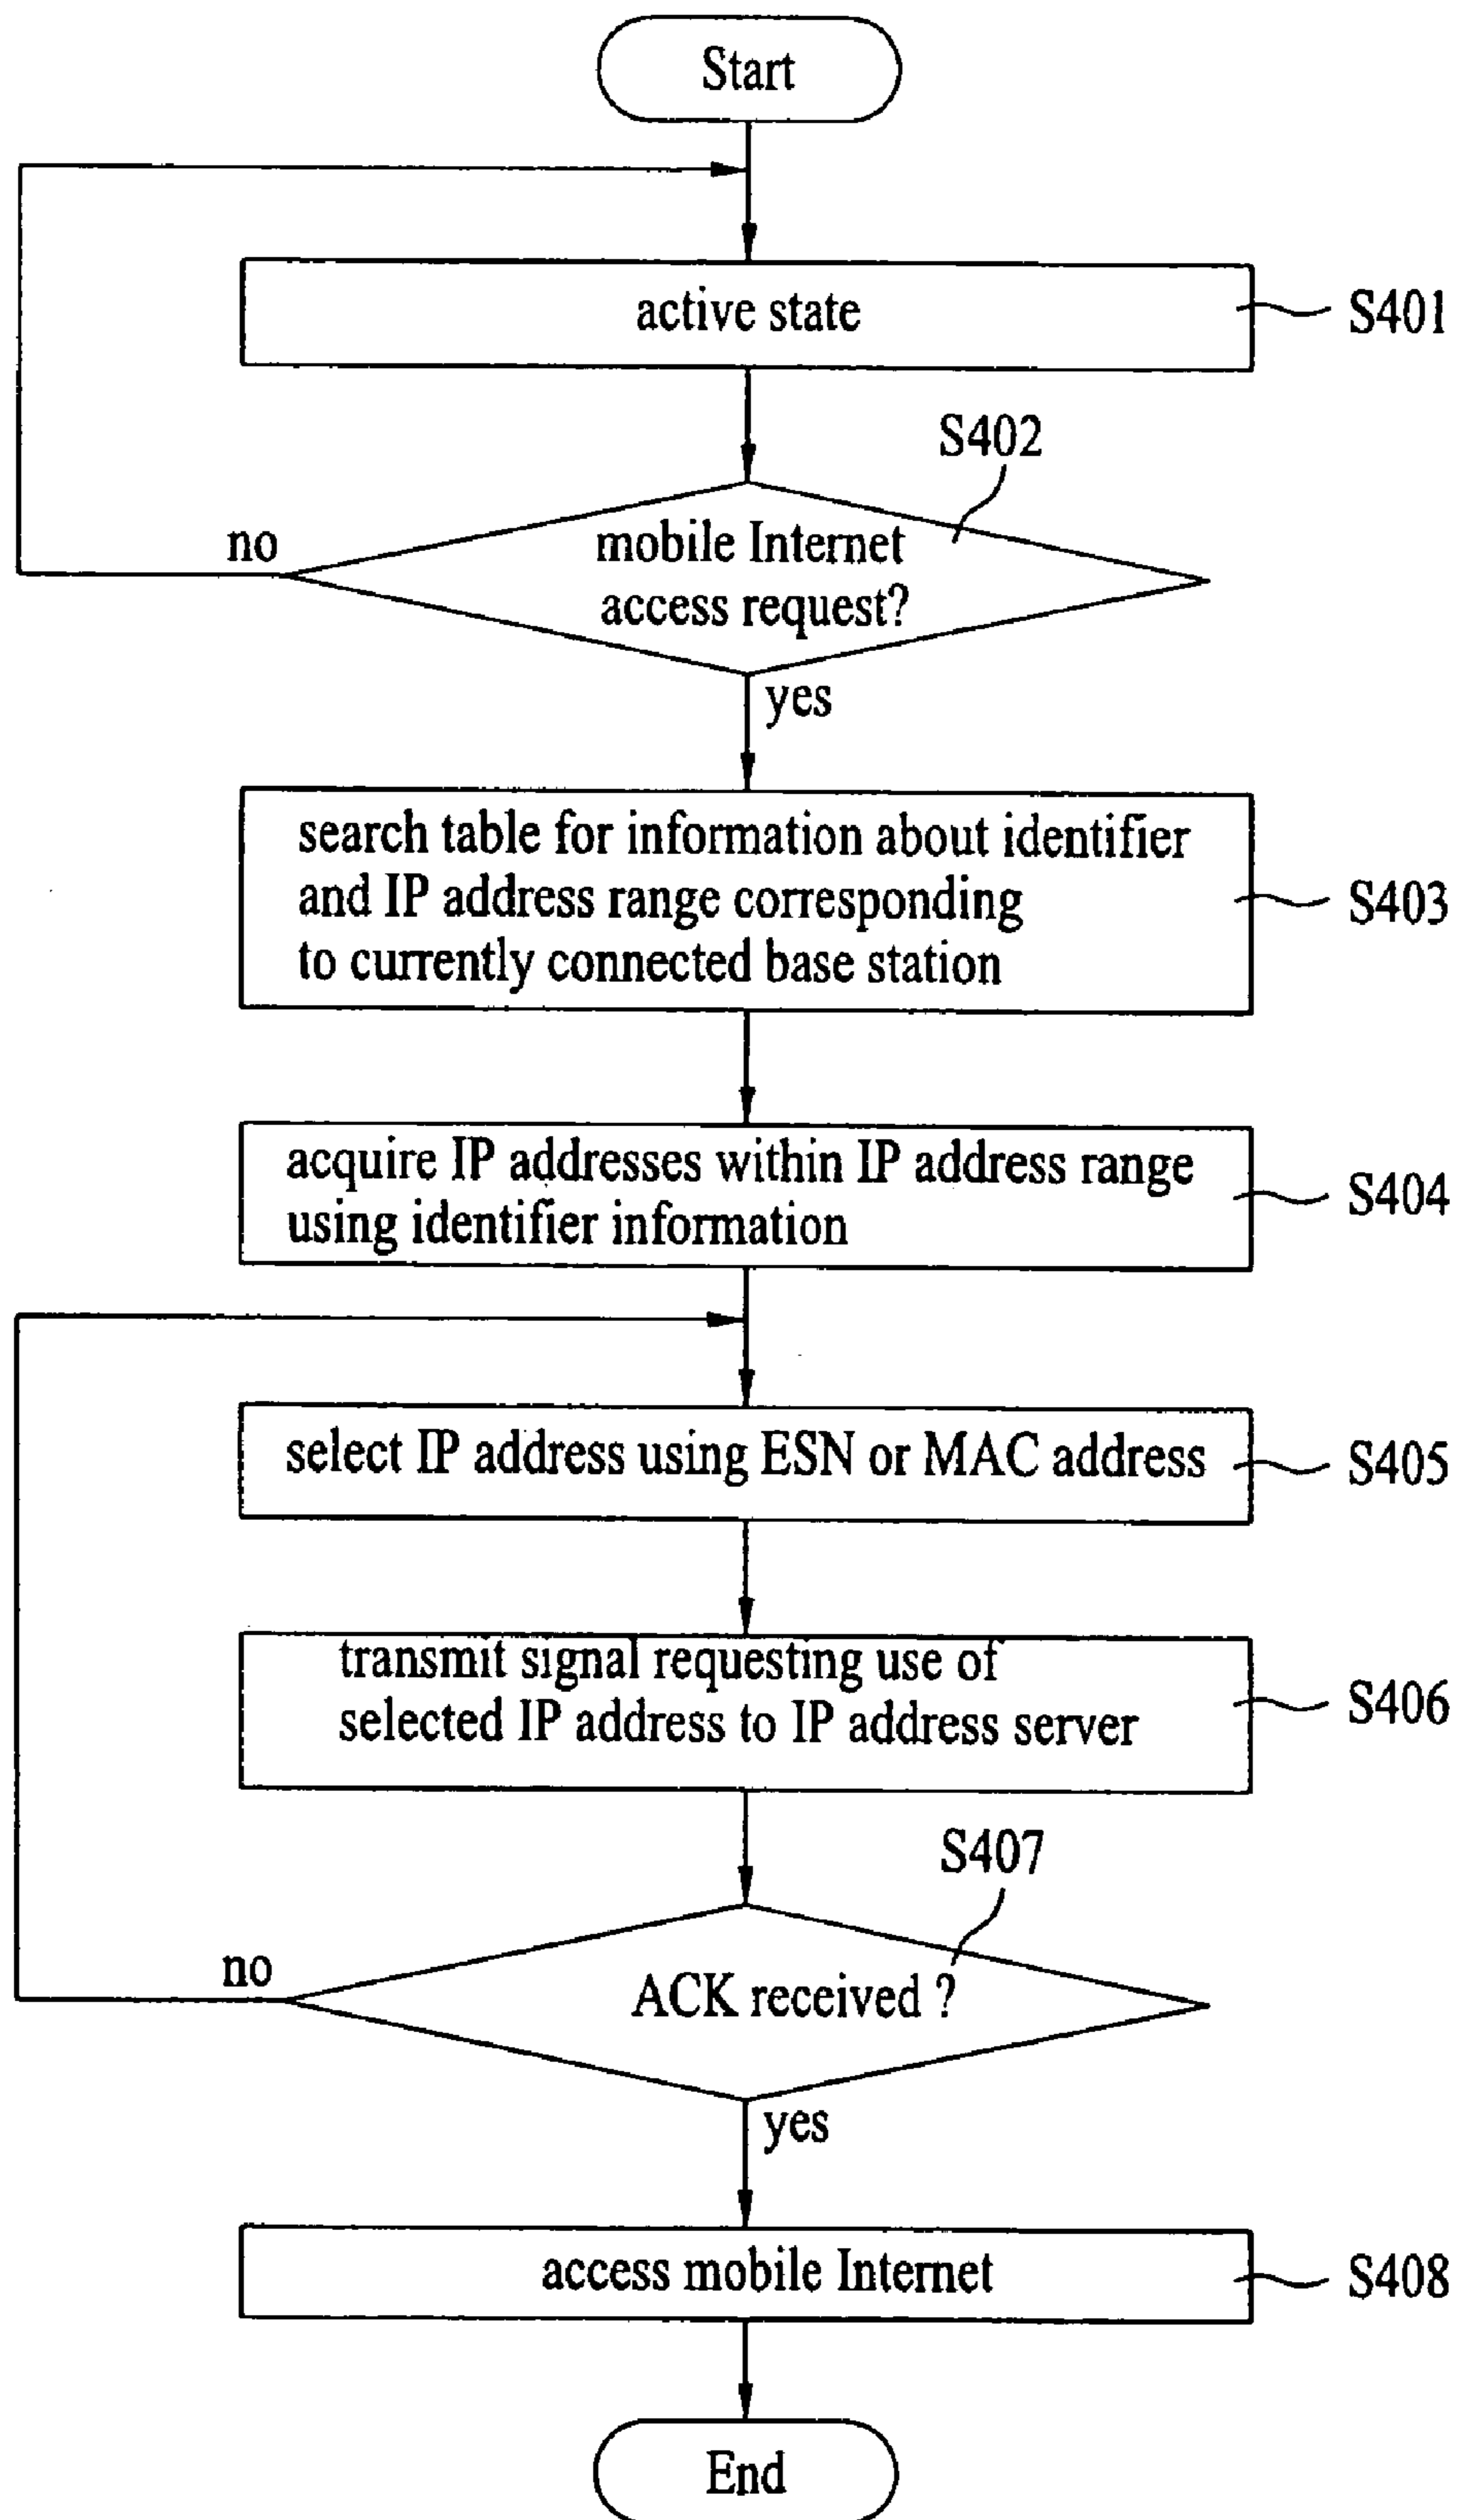 Start
active state
S401
S402
no
mobile Internet
access request?
yes
search table for information about identifier
and IP address range corresponding
to currently connected base station
S403
acquire IP addresses within IP address range
using identifier information
S404
select IP address using ESN or MAC address
S405
transmit signal requesting use of
selected IP address to IP address server
S406
S407
no
ACK received ?
yes
access mobile Internet
S408
End